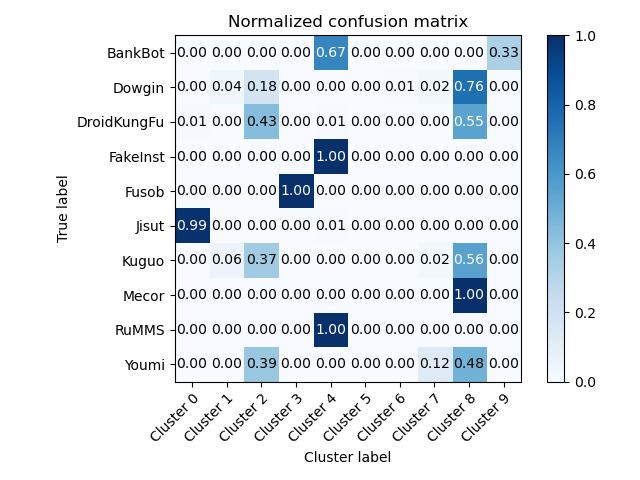 Normalized confusion matrix
BankBot 0.00 0.00 0.00 0.00 0.67 0.00 0.00 0.00 0.00 0.33
Dowgin 0.00 0.04 0.18 0.00 0.00 0.00 0.01 0.02 0.76 0.00
DroidKungFu 0.01 0.00 0.43 0.00 0.01 0.00 0.00 0.00 0.55 0.00
FakeInst 0.00 0.00 0.00 0.00 1.00 0.00 0.00 0.00 0.00 0.00
Fusob 0.00 0.00 0.00 1.00 0.00 0.00 0.00 0.00 0.00 0.00
Jisut 0.99 0.00 0.00 0.00 0.01 0.00 0.00 0.00 0.00 0.00
Kuguo 0.00 0.06 0.37 0.00 0.00 0.00 0.00 0.02 0.56 0.00
Mecor 0.00 0.00 0.00 0.00 0.00 0.00 0.00 0.00 1.00 0.00
RuMMS 0.00 0.00 0.00 0.00 1.00 0.00 0.00 0.00 0.00 0.00
Youmi 0.00 0.00 0.39 0.00 0.00 0.00 0.00 0.12 0.48 0.00
True label
Cluster 0
Cluster 1
Cluster 2
Cluster 3
Cluster 4
Cluster 5
Cluster 6
Cluster 7
Cluster 8
Cluster 9
Cluster label
1.0
0.8
0.6
0.4
0.2
0.0